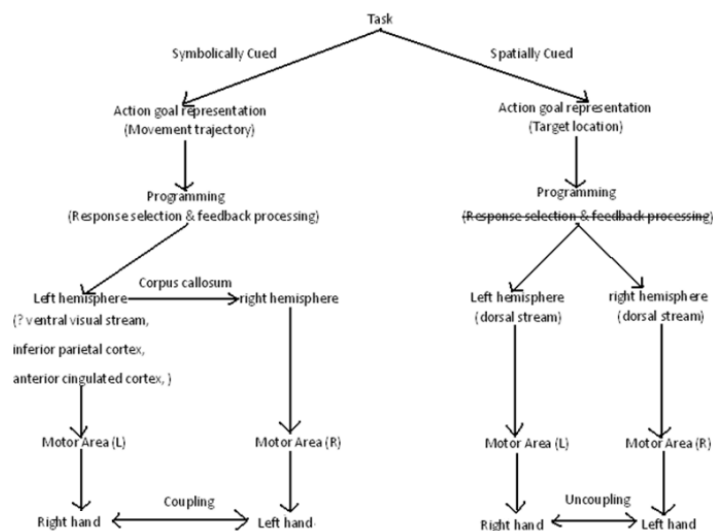 Task
Symbolically Cued
Spatially Cued
Action goal representation
(Movement trajectory)
Action goal representation
(Target location)
Programming
(Response selection & feedback processing)
Programming
(Response selection & feedback processing)
Corpus callosum
Left hemisphere
right hemisphere
(? ventral visual stream,
inferior parietal cortex,
anterior cingulated cortex, )
Left hemisphere
(dorsal stream)
right hemisphere
(dorsal stream)
Motor Area (L)
Motor Area (R)
Motor Area (L)
Motor Area (R)
Coupling
Uncoupling
Right hand
Left hand
Right hand
Left hand